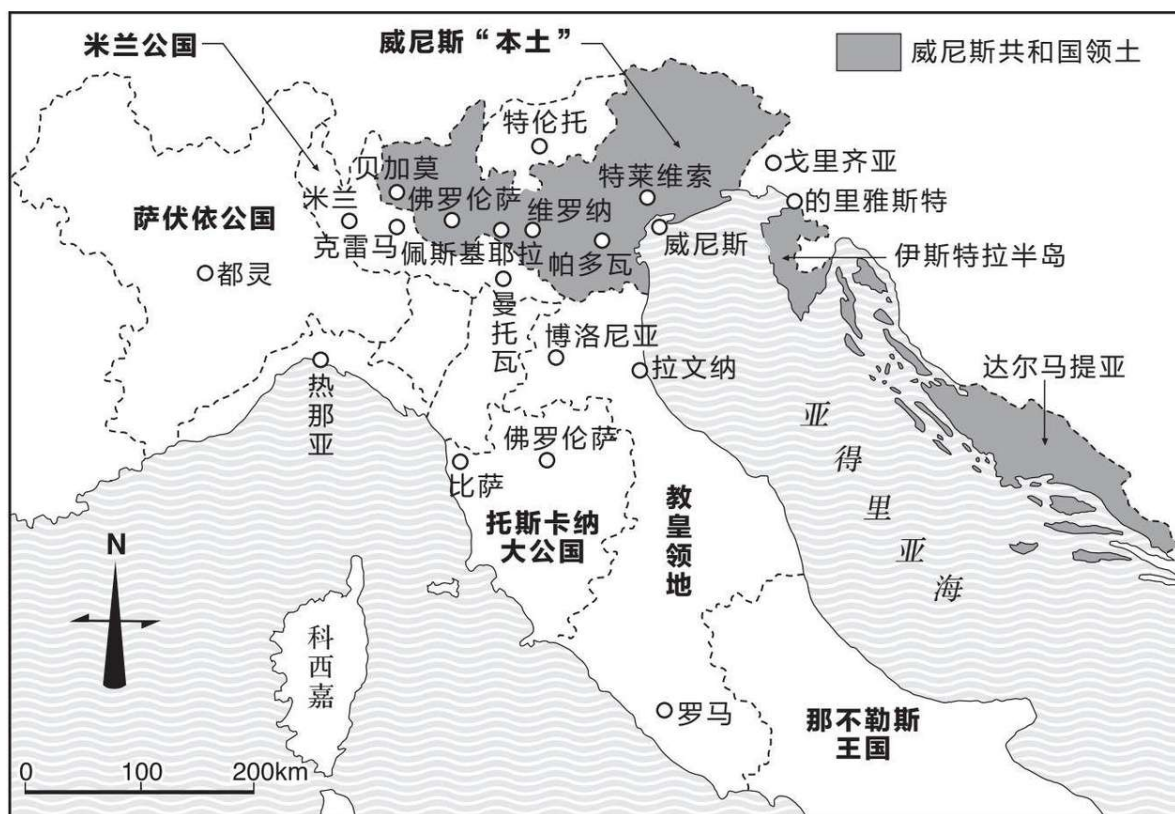 米兰公国
威尼斯“本土”
威尼斯共和国领土
特伦托
贝加莫
特莱维索
戈里齐亚
米兰
佛罗伦萨
维罗纳
的里雅斯特
萨伏依公国
克雷马
佩斯基耶拉
帕多瓦
威尼斯
伊斯特拉半岛
都灵
曼托瓦
博洛尼亚
拉文纳
达尔马提亚
热那亚
亚得里亚海
佛罗伦萨
比萨
托斯卡纳
大公国
教皇领地
N
科西嘉
罗马
那不勒斯
王国
0 100 200km